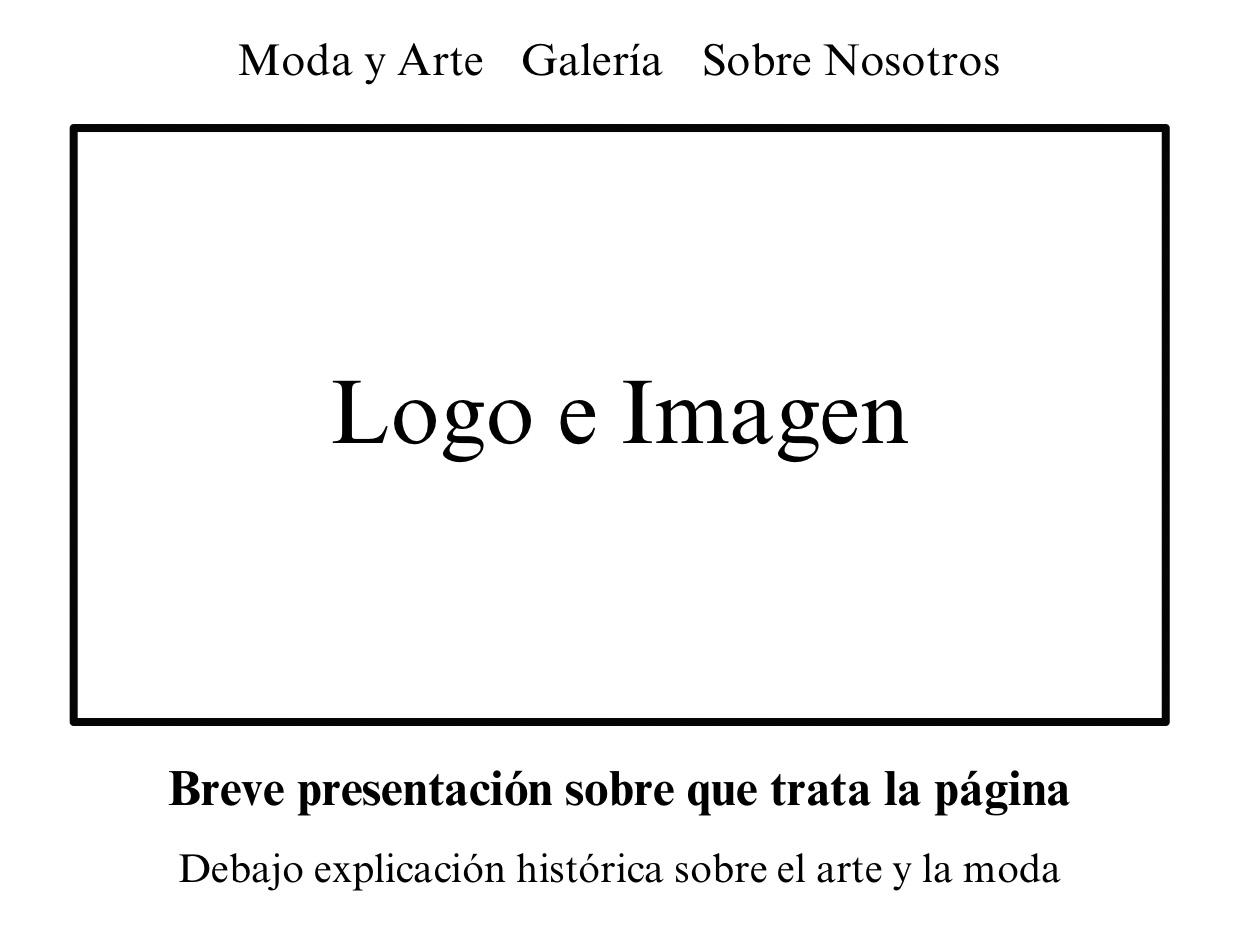 Moda y Arte Galería Sobre Nosotros
Logo e Imagen
Breve presentación sobre que trata la página
Debajo explicación histórica sobre el arte y la moda